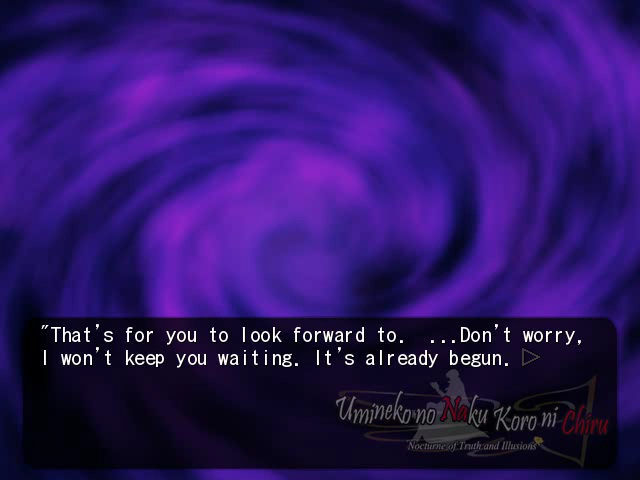 "That's for you to look forward to.  ...Don't worry,
I won't keep you waiting. It's already begun.
Umineko no Naku Koro ni Chiru
Nocturne of Truth and Illusions